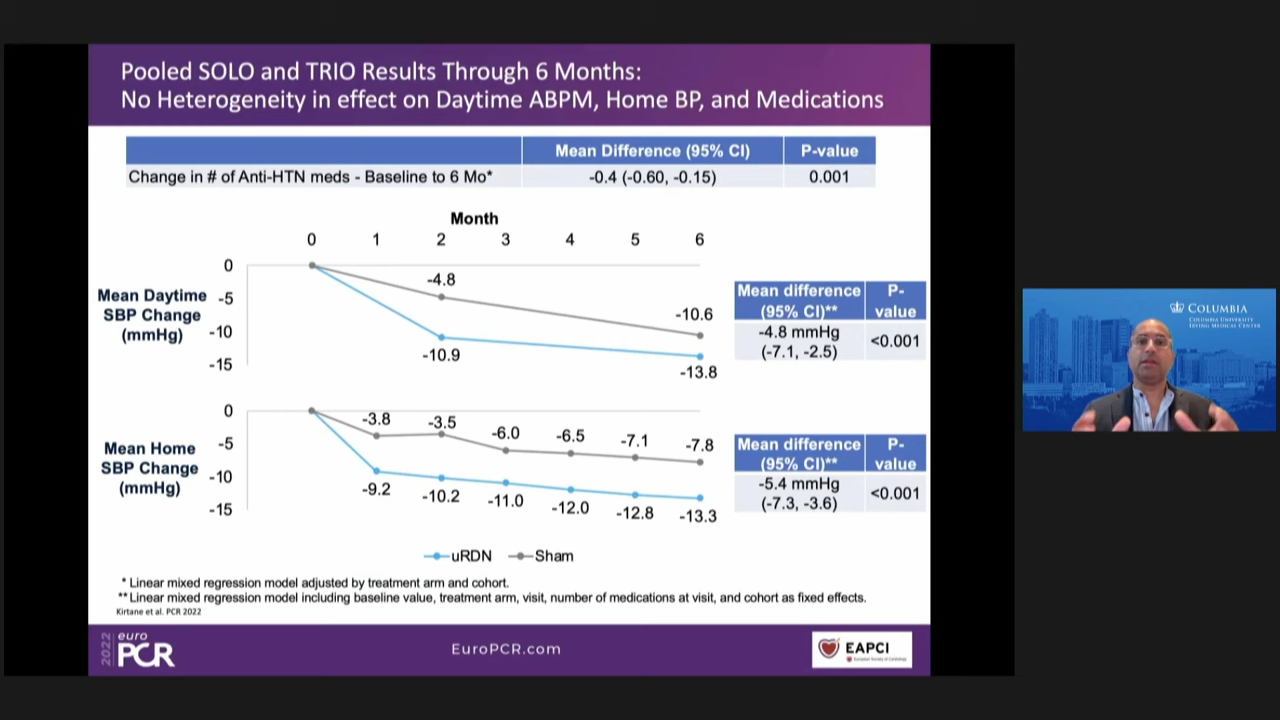 Pooled SOLO and TRIO Results Through 6 Months:
No Heterogeneity in effect on Daytime ABPM, Home BP, and Medications
Mean Difference (95% CI) P-value
Change in # of Anti-HTN meds - Baseline to 6 Mo* -0.4 (-0.60, -0.15) 0.001
Month
0 1 2 3 4 5 6
Mean Daytime
SBP Change
(mmHg)
0
-5
-10
-15
-4.8
-10.6
-10.9
-13.8
Mean difference
(95% CI)**
P-
value
-4.8 mmHg
(-7.1, -2.5)
<0.001
Mean Home
SBP Change
(mmHg)
0
-5
-10
-15
-3.8 -3.5 -6.0 -6.5 -7.1 -7.8
-9.2 -10.2 -11.0 -12.0 -12.8 -13.3
Mean difference
(95% CI)**
P-
value
-5.4 mmHg
(-7.3, -3.6)
<0.001
uRDN Sham
* Linear mixed regression model adjusted by treatment arm and cohort.
** Linear mixed regression model including baseline value, treatment arm, visit, number of medications at visit, and cohort as fixed effects.
Kirtane et al. PCR 2022
2022 euro
PCR
EuroPCR.com
EAPCI
European Society of Cardiology
COLUMBIA
COLUMBIA UNIVERSITY
IRVING MEDICAL CENTER